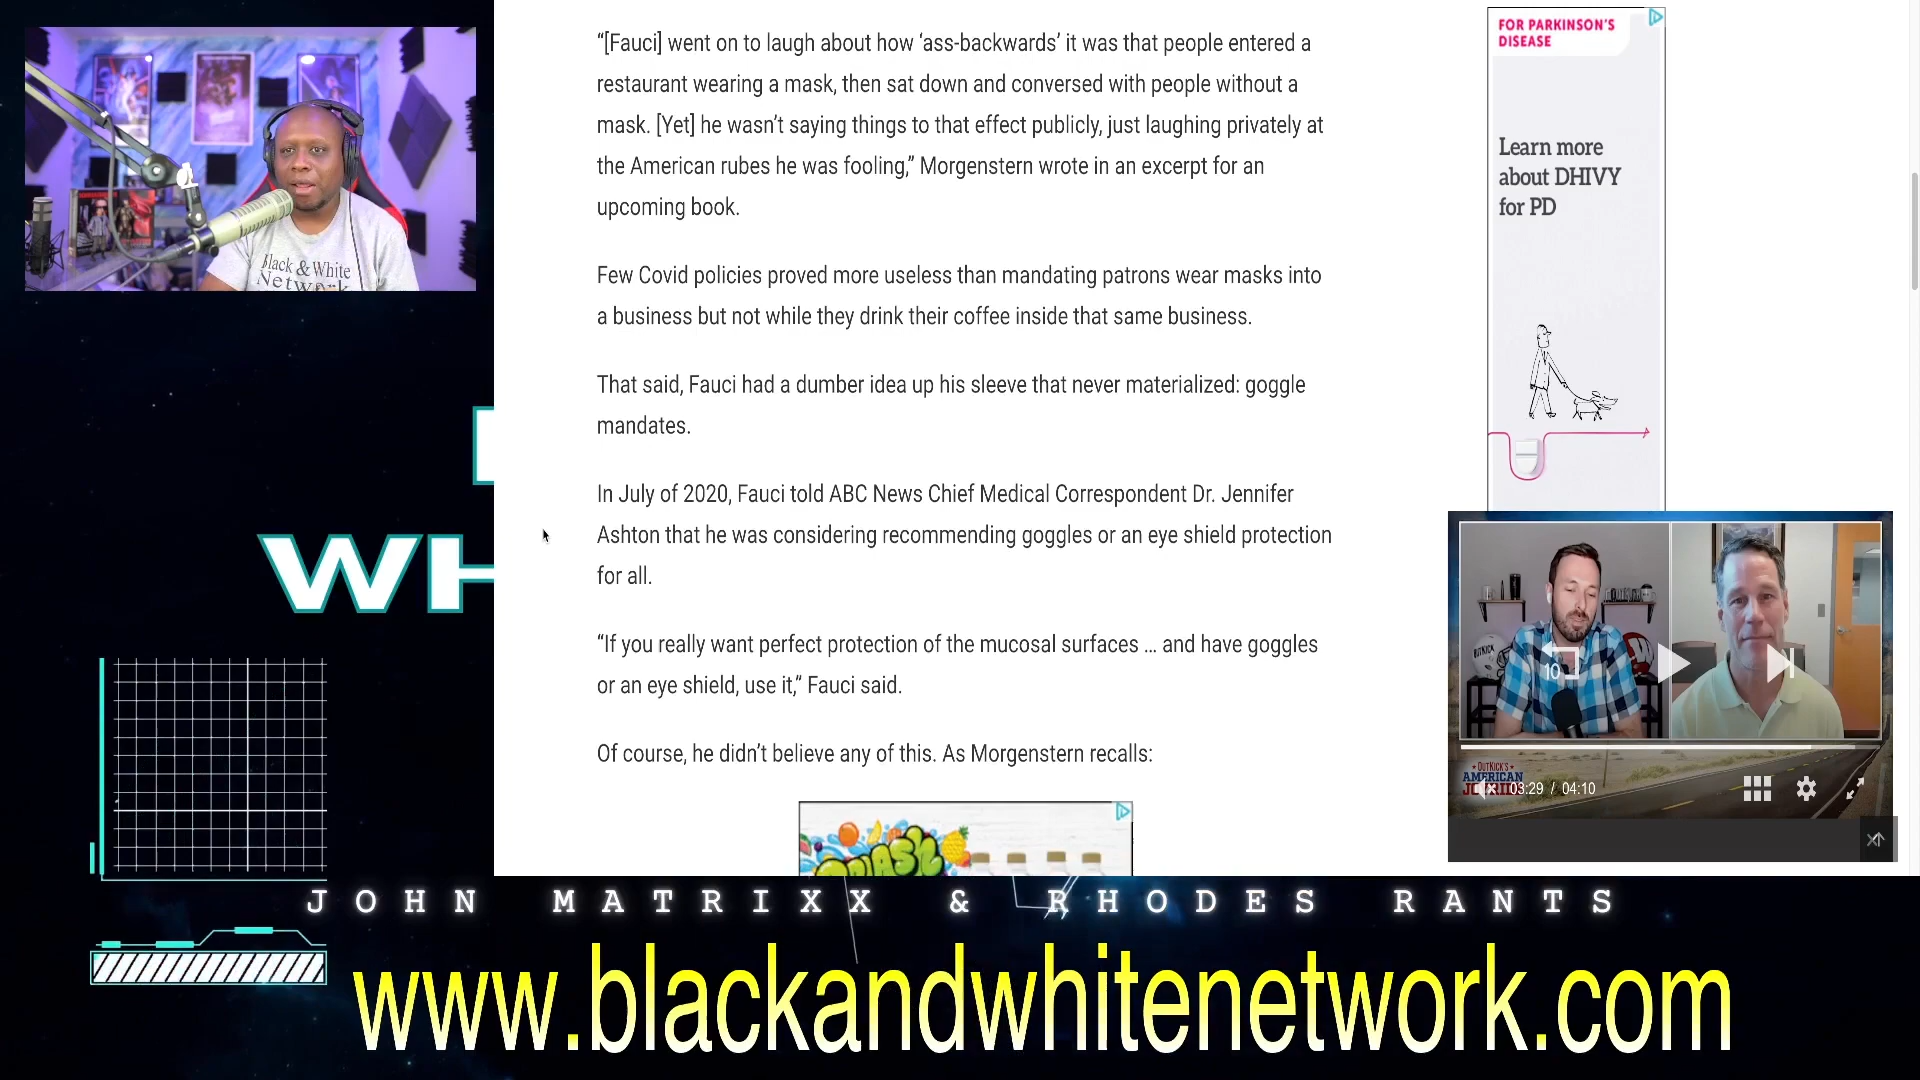 Black & White
Network
“[Fauci] went on to laugh about how ‘ass-backwards’ it was that people entered a
restaurant wearing a mask, then sat down and conversed with people without a
mask. [Yet] he wasn’t saying things to that effect publicly, just laughing privately at
the American rubes he was fooling,” Morgenstern wrote in an excerpt for an
upcoming book.
Few Covid policies proved more useless than mandating patrons wear masks into
a business but not while they drink their coffee inside that same business.
That said, Fauci had a dumber idea up his sleeve that never materialized: goggle
mandates.
In July of 2020, Fauci told ABC News Chief Medical Correspondent Dr. Jennifer
Ashton that he was considering recommending goggles or an eye shield protection
for all.
“If you really want perfect protection of the mucosal surfaces … and have goggles
or an eye shield, use it,” Fauci said.
Of course, he didn’t believe any of this. As Morgenstern recalls:
FOR PARKINSON'S
DISEASE
Learn more
about DHIVY
for PD
10
OUTKICK'S
AMERICAN
03:29 / 04:10
WH
JOHN MATRIXX & RHODES RANTS
www.blackandwhitenetwork.com